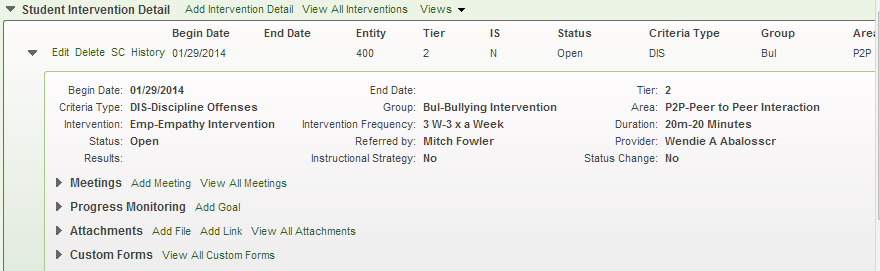 Student Intervention Detail Add Intervention Detail View All Interventions Views
Begin Date End Date Entity Tier IS Status Criteria Type Group Area
Edit Delete SC History 01/29/2014 400 2 N Open DIS Bul P2P
Begin Date: 01/29/2014 End Date: Tier: 2
Criteria Type: DIS-Discipline Offenses Group: Bul-Bullying Intervention Area: P2P-Peer to Peer Interaction
Intervention: Emp-Empathy Intervention Intervention Frequency: 3 W-3 x a Week Duration: 20m-20 Minutes
Status: Open Referred by: Mitch Fowler Provider: Wendie A Abalosscr
Results: Instructional Strategy: No Status Change: No
Meetings Add Meeting View All Meetings
Progress Monitoring Add Goal
Attachments Add File Add Link View All Attachments
Custom Forms View All Custom Forms